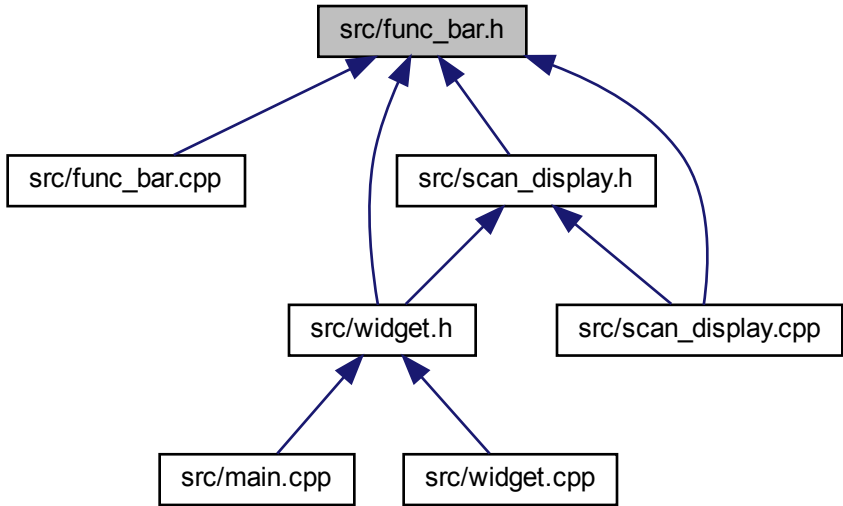 src/func_bar.h
src/func_bar.cpp
src/scan_display.h
src/widget.h
src/scan_display.cpp
src/main.cpp
src/widget.cpp